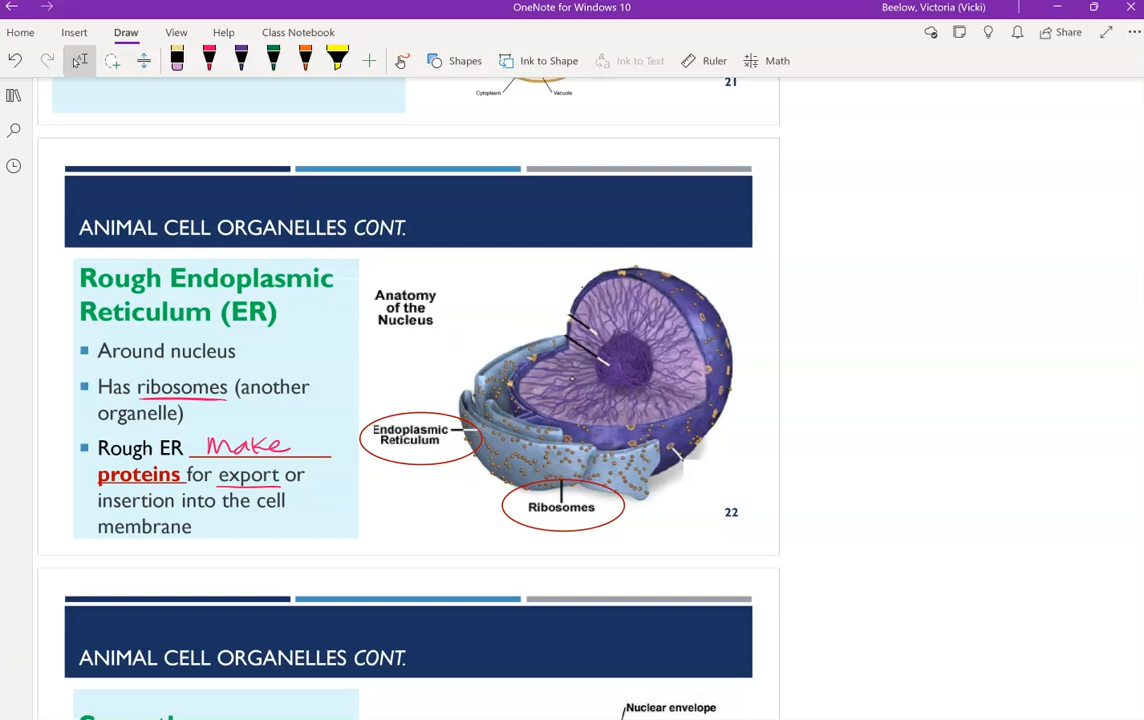 OneNote for Windows 10
Beelow, Victoria (Vicki)
Home Insert Draw View Help Class Notebook
Shapes Ink to Shape Ink to Text Ruler Math Share
Cytoplasm Vacuole
21
ANIMAL CELL ORGANELLES CONT.
Rough Endoplasmic
Reticulum (ER)
Around nucleus
Has ribosomes (another
organelle)
Rough ER make
proteins for export or
insertion into the cell
membrane
Anatomy
of the
Nucleus
Endoplasmic
Reticulum
Ribosomes
22
ANIMAL CELL ORGANELLES CONT.
Nuclear envelope